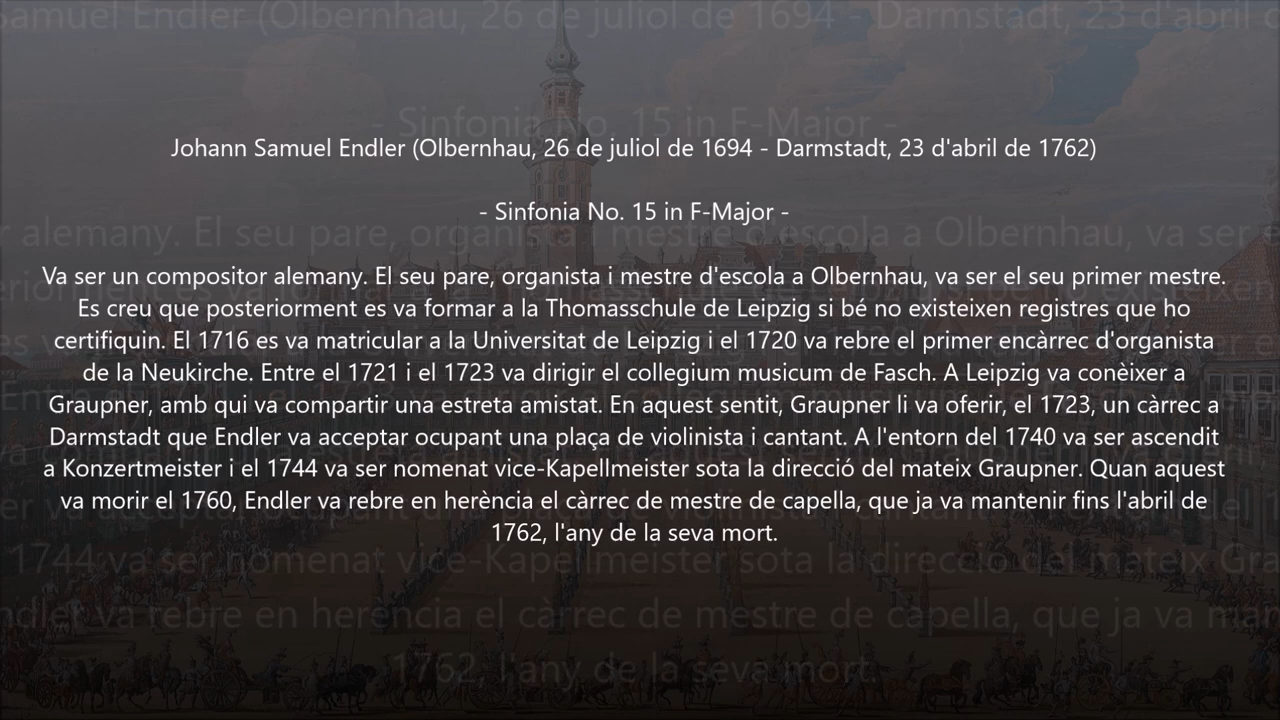 Johann Samuel Endler (Olbernhau, 26 de juliol de 1694 - Darmstadt, 23 d'abril de 1762)
- Sinfonia No. 15 in F-Major -
Va ser un compositor alemany. El seu pare, organista i mestre d'escola a Olbernhau, va ser el seu primer mestre.
Es creu que posteriorment es va formar a la Thomasschule de Leipzig si bé no existeixen registres que ho
certifiquin. El 1716 es va matricular a la Universitat de Leipzig i el 1720 va rebre el primer encàrrec d'organista
de la Neukirche. Entre el 1721 i el 1723 va dirigir el collegium musicum de Fasch. A Leipzig va conèixer a
Graupner, amb qui va compartir una estreta amistat. En aquest sentit, Graupner li va oferir, el 1723, un càrrec a
Darmstadt que Endler va acceptar ocupant una plaça de violinista i cantant. A l'entorn del 1740 va ser ascendit
a Konzertmeister i el 1744 va ser nomenat vice-Kapellmeister sota la direcció del mateix Graupner. Quan aquest
va morir el 1760, Endler va rebre en herència el càrrec de mestre de capella, que ja va mantenir fins l'abril de
1762, l'any de la seva mort.